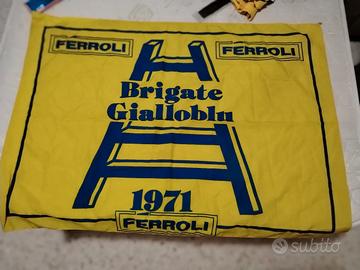 FERROLI
FERROLI
Brigate
Gialloblu
1971
FERROLI
subito